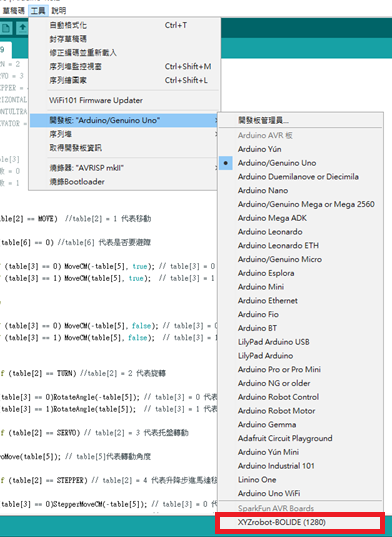 草稿碼 工具 說明
自動格式化 Ctrl+T
封存草稿碼
修正編碼並重新載入
序列埠監控視窗 Ctrl+Shift+M
序列繪圖家 Ctrl+Shift+L
WiFi101 Firmware Updater
開發板: "Arduino/Genuino Uno"
序列埠
取得開發板資訊
燒錄器: "AVRISP mkII"
燒錄Bootloader
開發板管理員...
Arduino AVR 板
Arduino Yún
Arduino/Genuino Uno
Arduino Duemilanove or Diecimila
Arduino Nano
Arduino/Genuino Mega or Mega 2560
Arduino Mega ADK
Arduino Leonardo
Arduino Leonardo ETH
Arduino/Genuino Micro
Arduino Esplora
Arduino Mini
Arduino Ethernet
Arduino Fio
Arduino BT
LilyPad Arduino USB
LilyPad Arduino
Arduino Pro or Pro Mini
Arduino NG or older
Arduino Robot Control
Arduino Robot Motor
Arduino Gemma
Adafruit Circuit Playground
Arduino Yún Mini
Arduino Industrial 101
Linino One
Arduino Uno WiFi
SparkFun AVR Boards
XYZrobot-BOLIDE (1280)
9
RN = 2
RVO = 3
EPPER = 
RIZONTAL
ONTULTRA
EVATOR =
le[3]
= 0
= 1
able[2] == MOVE) //table[2] = 1 代表移動
table[6] == 0) //table[6] 代表是否要避障
(table[3] == 0) MoveCM(-table[5], true); // table[3] = 0
(table[3] == 1) MoveCM(table[5], true); // table[3] = 1
(table[3] == 0) MoveCM(-table[5], false); // table[3] = 0
(table[3] == 1) MoveCM(table[5], false); // table[3] = 1
if (table[2] == TURN) //table[2] = 2 代表旋轉
table[3] == 0)RotateAngle(-table[5]); // table[3] = 0 代表
table[3] == 1)RotateAngle(table[5]); // table[3] = 1 代表
if (table[2] == SERVO) // table[2] = 3 代表托盤轉動
voMove(table[5]); // table[5]代表轉動角度
if (table[2] == STEPPER) // table[2] = 4 代表升降步進馬達移
table[3] == 0)StepperMoveCM(-table[5]); // table[3] = 0 代